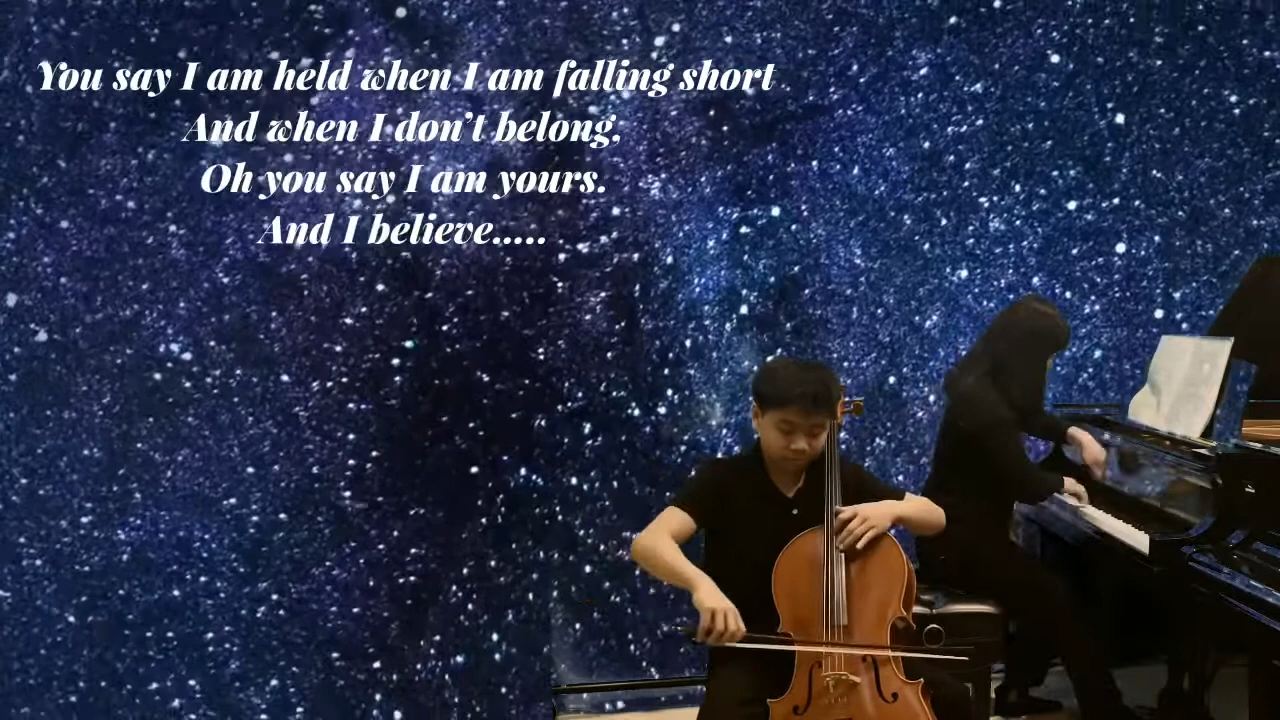 You say I am held when I am falling short
And when I don't belong,
Oh you say I am yours.
And I believe.....